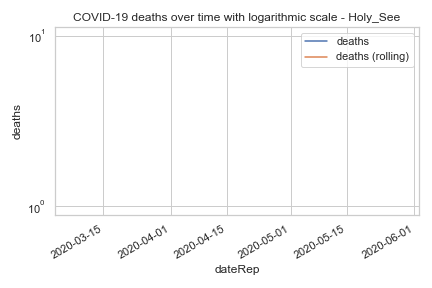 COVID-19 deaths over time with logarithmic scale - Holy_See
deaths
deaths (rolling)
10¹
deaths
10⁰
2020-03-15
2020-04-01
2020-04-15
2020-05-01
2020-05-15
2020-06-01
dateRep